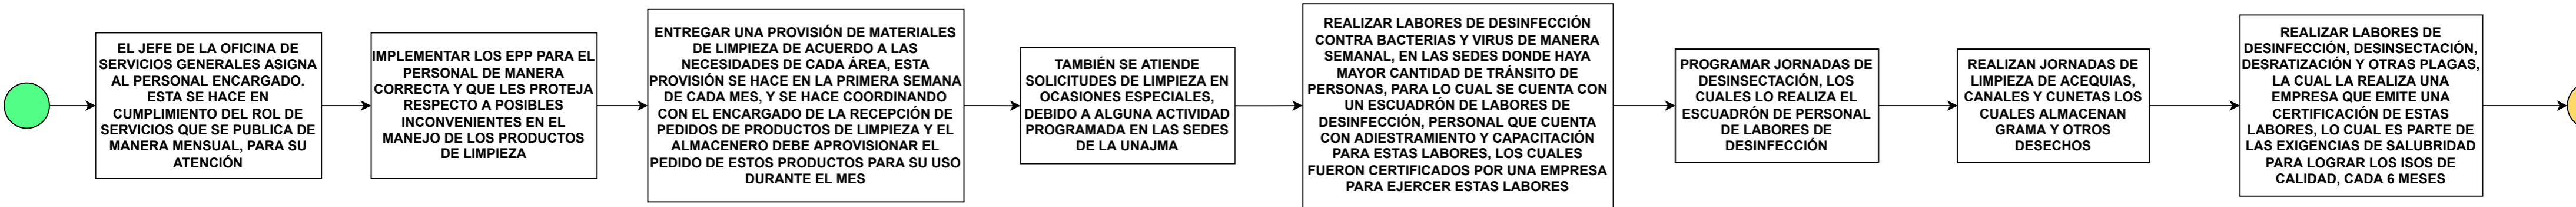 EL JEFE DE LA OFICINA DE
SERVICIOS GENERALES ASIGNA
AL PERSONAL ENCARGADO.
ESTA SE HACE EN
CUMPLIMIENTO DEL ROL DE
SERVICIOS QUE SE PUBLICA DE
MANERA MENSUAL, PARA SU
ATENCIÓN
IMPLEMENTAR LOS EPP PARA EL
PERSONAL DE MANERA
CORRECTA Y QUE LES PROTEJA
RESPECTO A POSIBLES
INCONVENIENTES EN EL
MANEJO DE LOS PRODUCTOS
DE LIMPIEZA
ENTREGAR UNA PROVISIÓN DE MATERIALES
DE LIMPIEZA DE ACUERDO A LAS
NECESIDADES DE CADA ÁREA, ESTA
PROVISIÓN SE HACE EN LA PRIMERA SEMANA
DE CADA MES, Y SE HACE COORDINANDO
CON EL ENCARGADO DE LA RECEPCIÓN DE
PEDIDOS DE PRODUCTOS DE LIMPIEZA Y EL
ALMACENERO DEBE APROVISIONAR EL
PEDIDO DE ESTOS PRODUCTOS PARA SU USO
DURANTE EL MES
TAMBIÉN SE ATIENDE
SOLICITUDES DE LIMPIEZA EN
OCASIONES ESPECIALES,
DEBIDO A ALGUNA ACTIVIDAD
PROGRAMADA EN LAS SEDES
DE LA UNAJMA
REALIZAR LABORES DE DESINFECCIÓN
CONTRA BACTERIAS Y VIRUS DE MANERA
SEMANAL, EN LAS SEDES DONDE HAYA
MAYOR CANTIDAD DE TRÁNSITO DE
PERSONAS, PARA LO CUAL SE CUENTA CON
UN ESCUADRÓN DE LABORES DE
DESINFECCIÓN, PERSONAL QUE CUENTA
CON ADIESTRAMIENTO Y CAPACITACIÓN
PARA ESTAS LABORES, LOS CUALES
FUERON CERTIFICADOS POR UNA EMPRESA
PARA EJERCER ESTAS LABORES
PROGRAMAR JORNADAS DE
DESINSECTACIÓN, LOS
CUALES LO REALIZA EL
ESCUADRÓN DE PERSONAL
DE LABORES DE
DESINFECCIÓN
REALIZAN JORNADAS DE
LIMPIEZA DE ACEQUIAS,
CANALES Y CUNETAS LOS
CUALES ALMACENAN
GRAMA Y OTROS
DESECHOS
REALIZAR LABORES DE
DESINFECCIÓN, DESINSECTACIÓN,
DESRATIZACIÓN Y OTRAS PLAGAS,
LA CUAL LA REALIZA UNA
EMPRESA QUE EMITE UNA
CERTIFICACIÓN DE ESTAS
LABORES, LO CUAL ES PARTE DE
LAS EXIGENCIAS DE SALUBRIDAD
PARA LOGRAR LOS ISOS DE
CALIDAD, CADA 6 MESES